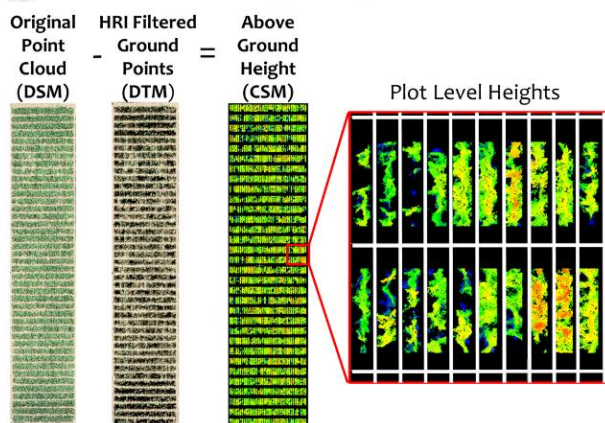 Original
Point
Cloud
(DSM)
-
HRI Filtered
Ground
Points
(DTM)
=
Above
Ground
Height
(CSM)
Plot Level Heights